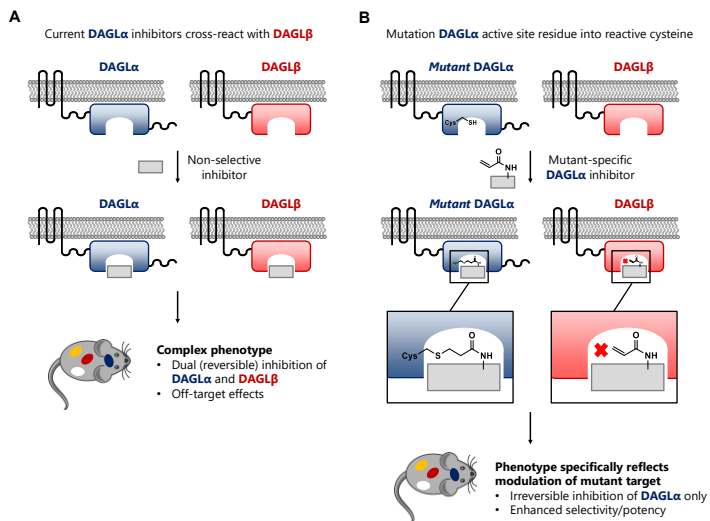 A
Current DAGLα inhibitors cross-react with DAGLβ
DAGLα
DAGLβ
Non-selective
inhibitor
DAGLα
DAGLβ
Complex phenotype
• Dual (reversible) inhibition of
DAGLα and DAGLβ
• Off-target effects
B
Mutation DAGLα active site residue into reactive cysteine
Mutant DAGLα
DAGLβ
Cys
SH
O
NH
Mutant-specific
DAGLα inhibitor
Mutant DAGLα
DAGLβ
Cys
S
O
NH
O
NH
Phenotype specifically reflects
modulation of mutant target
• Irreversible inhibition of DAGLα only
• Enhanced selectivity/potency